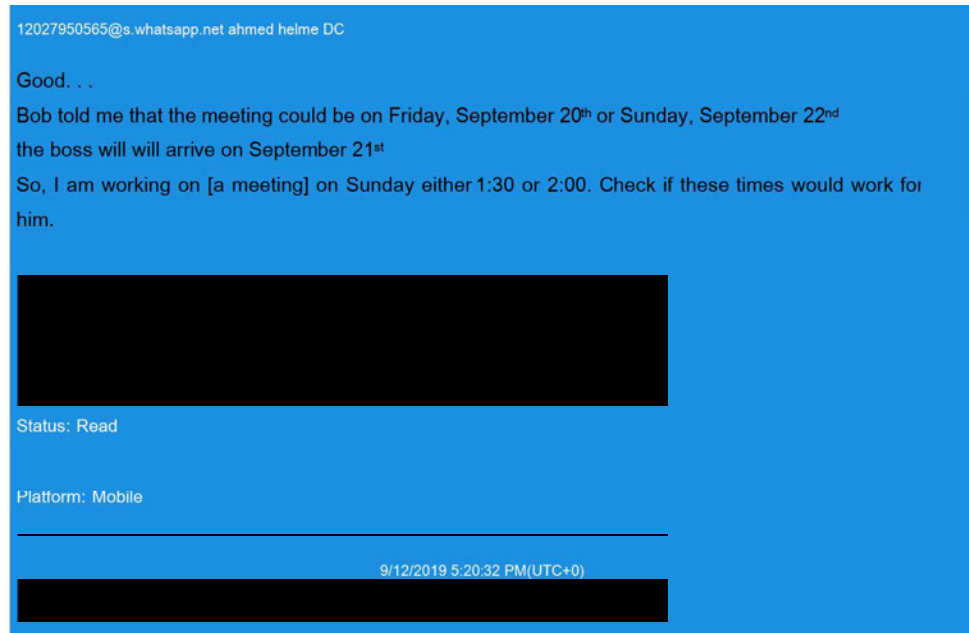 12027950565@s.whatsapp.net ahmed helme DC
Good. . .
Bob told me that the meeting could be on Friday, September 20th or Sunday, September 22nd
the boss will will arrive on September 21st
So, I am working on [a meeting] on Sunday either 1:30 or 2:00. Check if these times would work for
him.
Status: Read
Platform: Mobile
9/12/2019 5:20:32 PM(UTC+0)